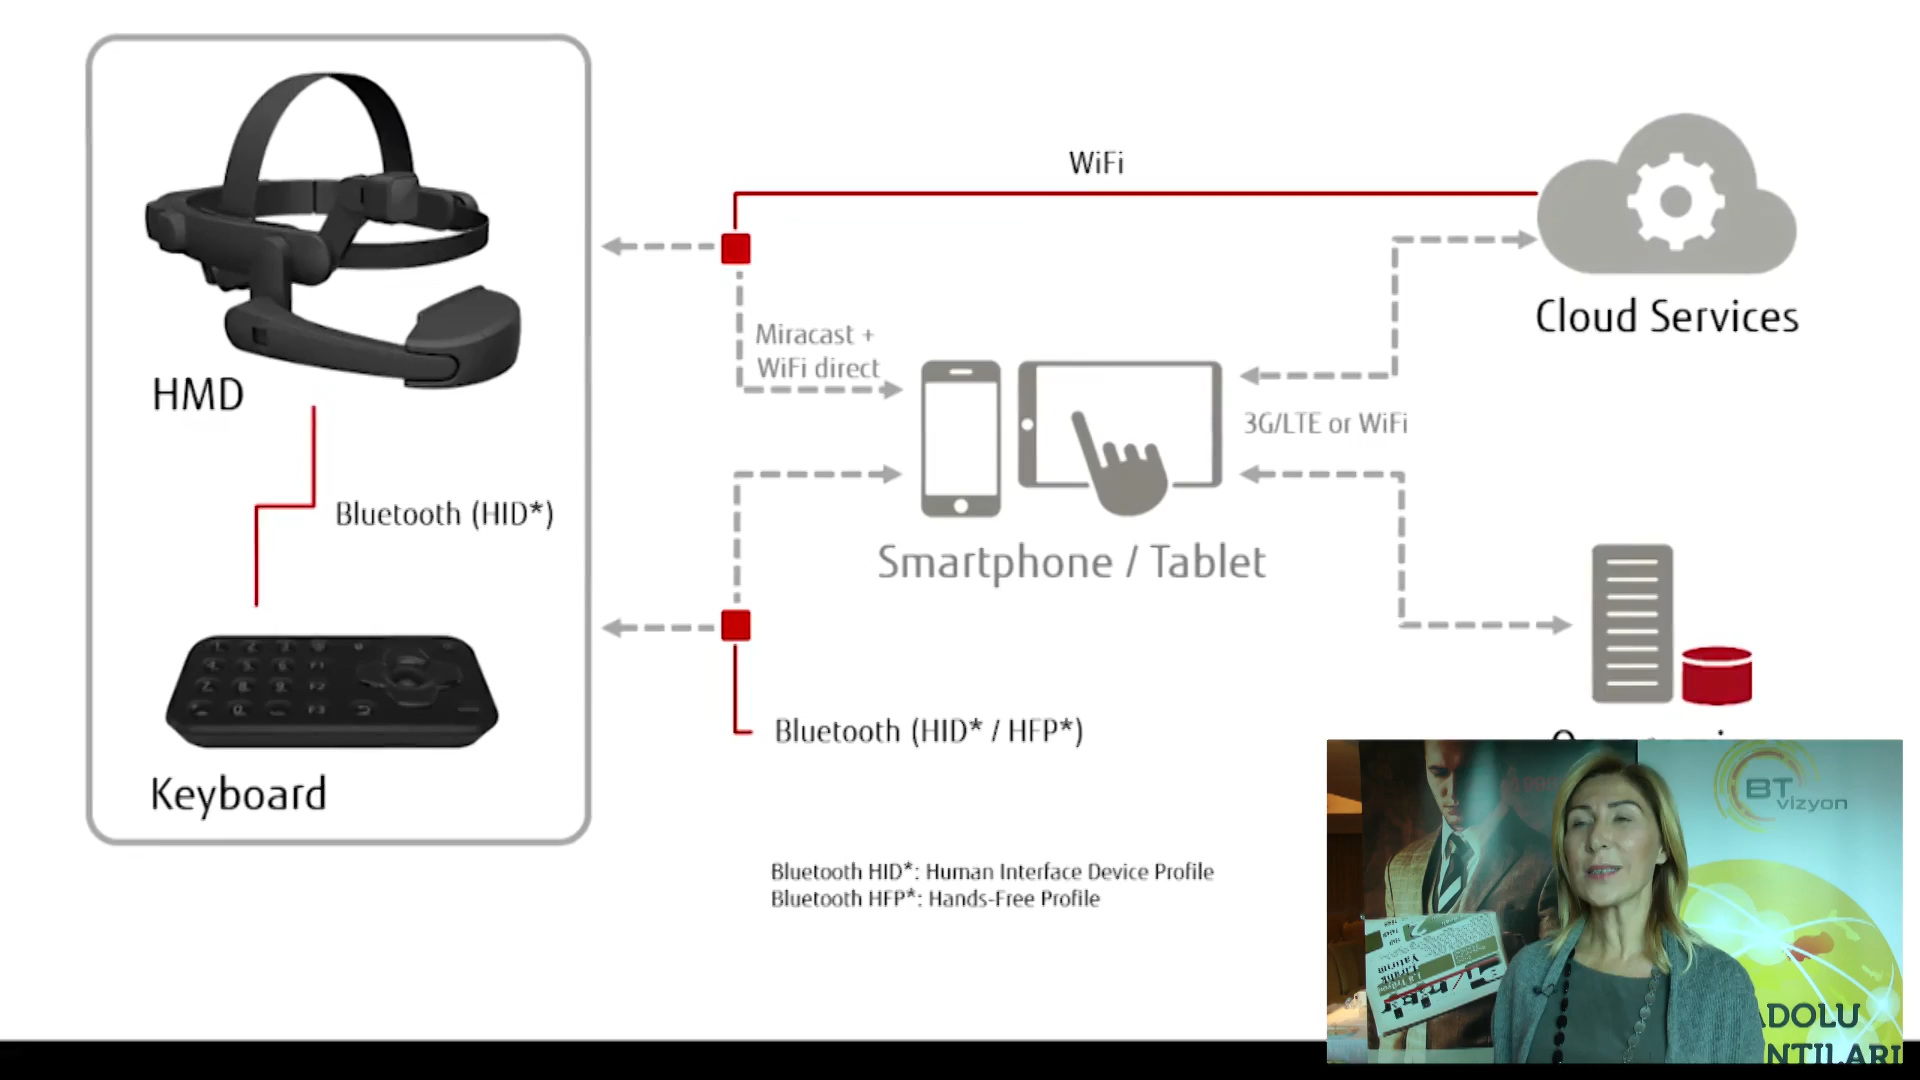 WiFi
Cloud Services
Miracast +
WiFi direct
HMD
3G/LTE or WiFi
Bluetooth (HID*)
Smartphone / Tablet
Bluetooth (HID* / HFP*)
Keyboard
Bluetooth HID*: Human Interface Device Profile
Bluetooth HFP*: Hands-Free Profile
BT
vizyon
ADOLU
NTILARI